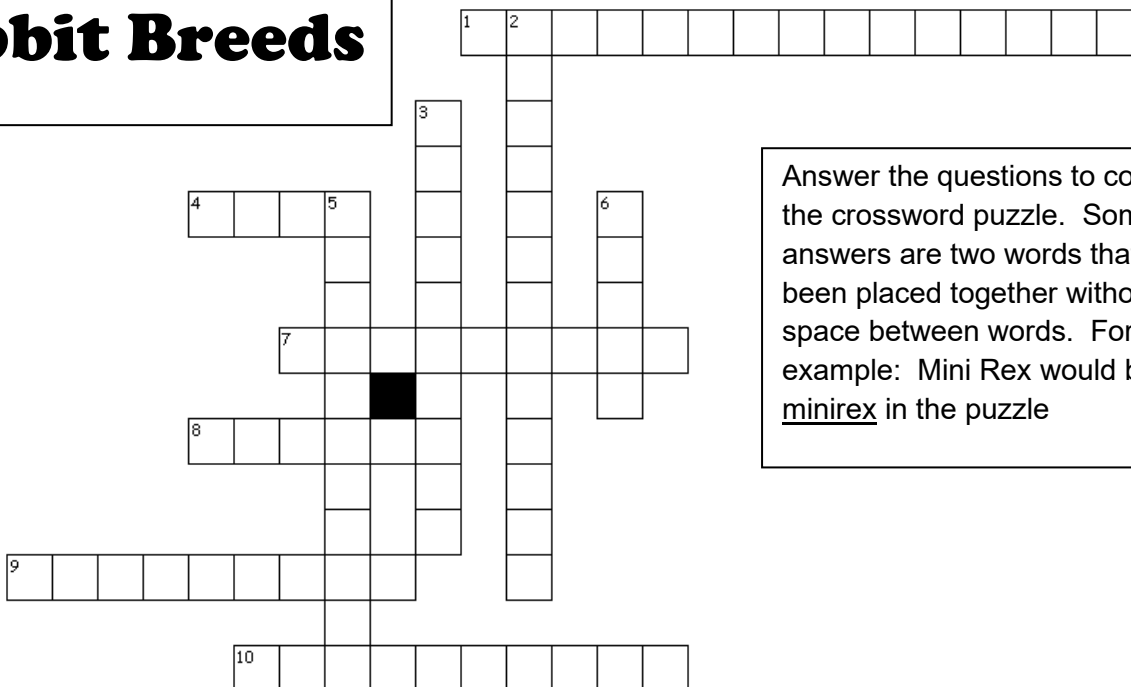 bbit Breeds
1 2
3
4 5 6
7
8
9
10
Answer the questions to co
the crossword puzzle. Som
answers are two words tha
been placed together witho
space between words. For
example: Mini Rex would b
minirex in the puzzle